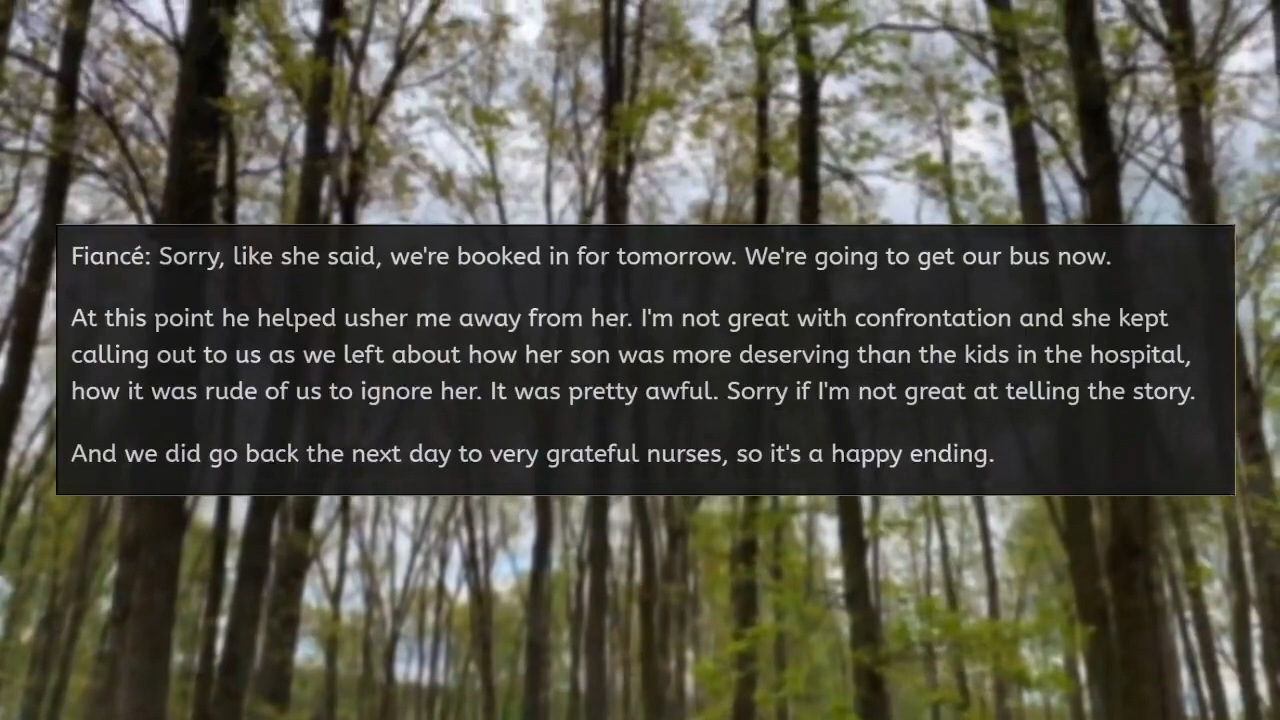 Fiancé: Sorry, like she said, we're booked in for tomorrow. We're going to get our bus now.
At this point he helped usher me away from her. I'm not great with confrontation and she kept
calling out to us as we left about how her son was more deserving than the kids in the hospital,
how it was rude of us to ignore her. It was pretty awful. Sorry if I'm not great at telling the story.
And we did go back the next day to very grateful nurses, so it's a happy ending.